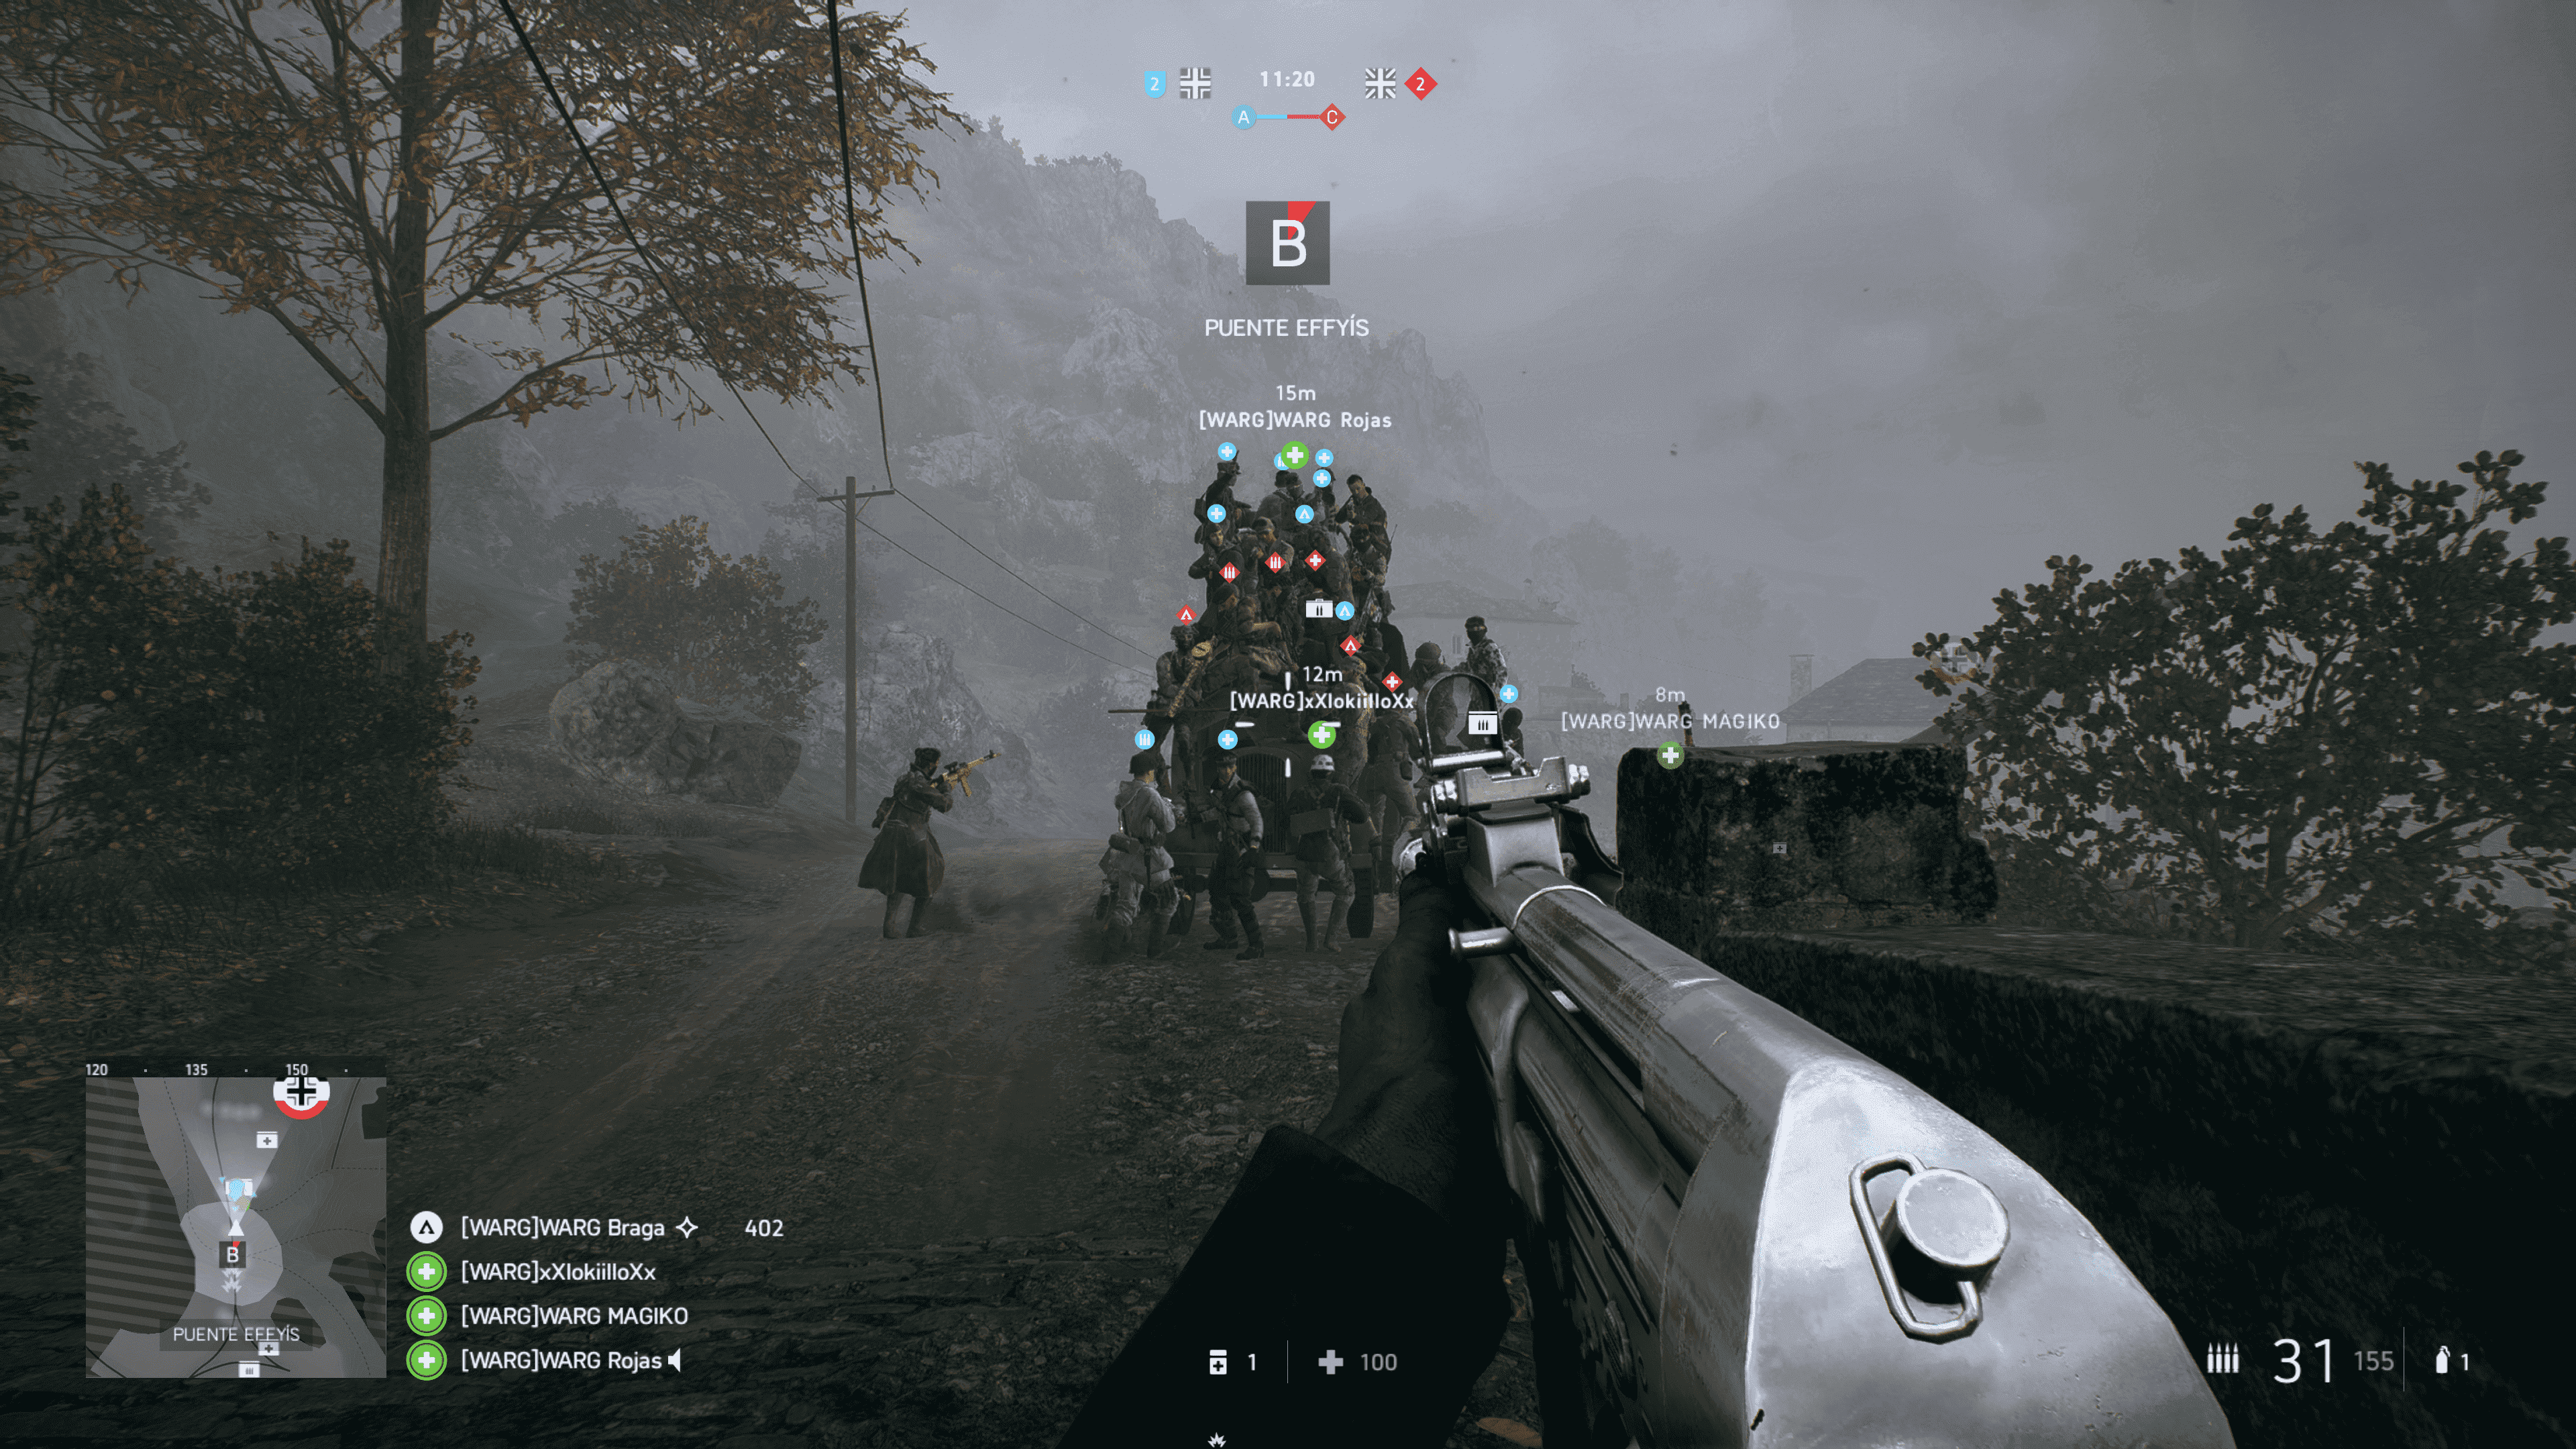 2 11:20 2
A C
B
PUENTE EFFYÍS
15m
[WARG]WARG Rojas
12m
[WARG]xXlokiilloXx
8m
[WARG]WARG MAGIKO
120 135 150
B
PUENTE EFFYÍS
[WARG]WARG Braga 402
[WARG]xXlokiilloXx
[WARG]WARG MAGIKO
[WARG]WARG Rojas
1 100
31 155 1